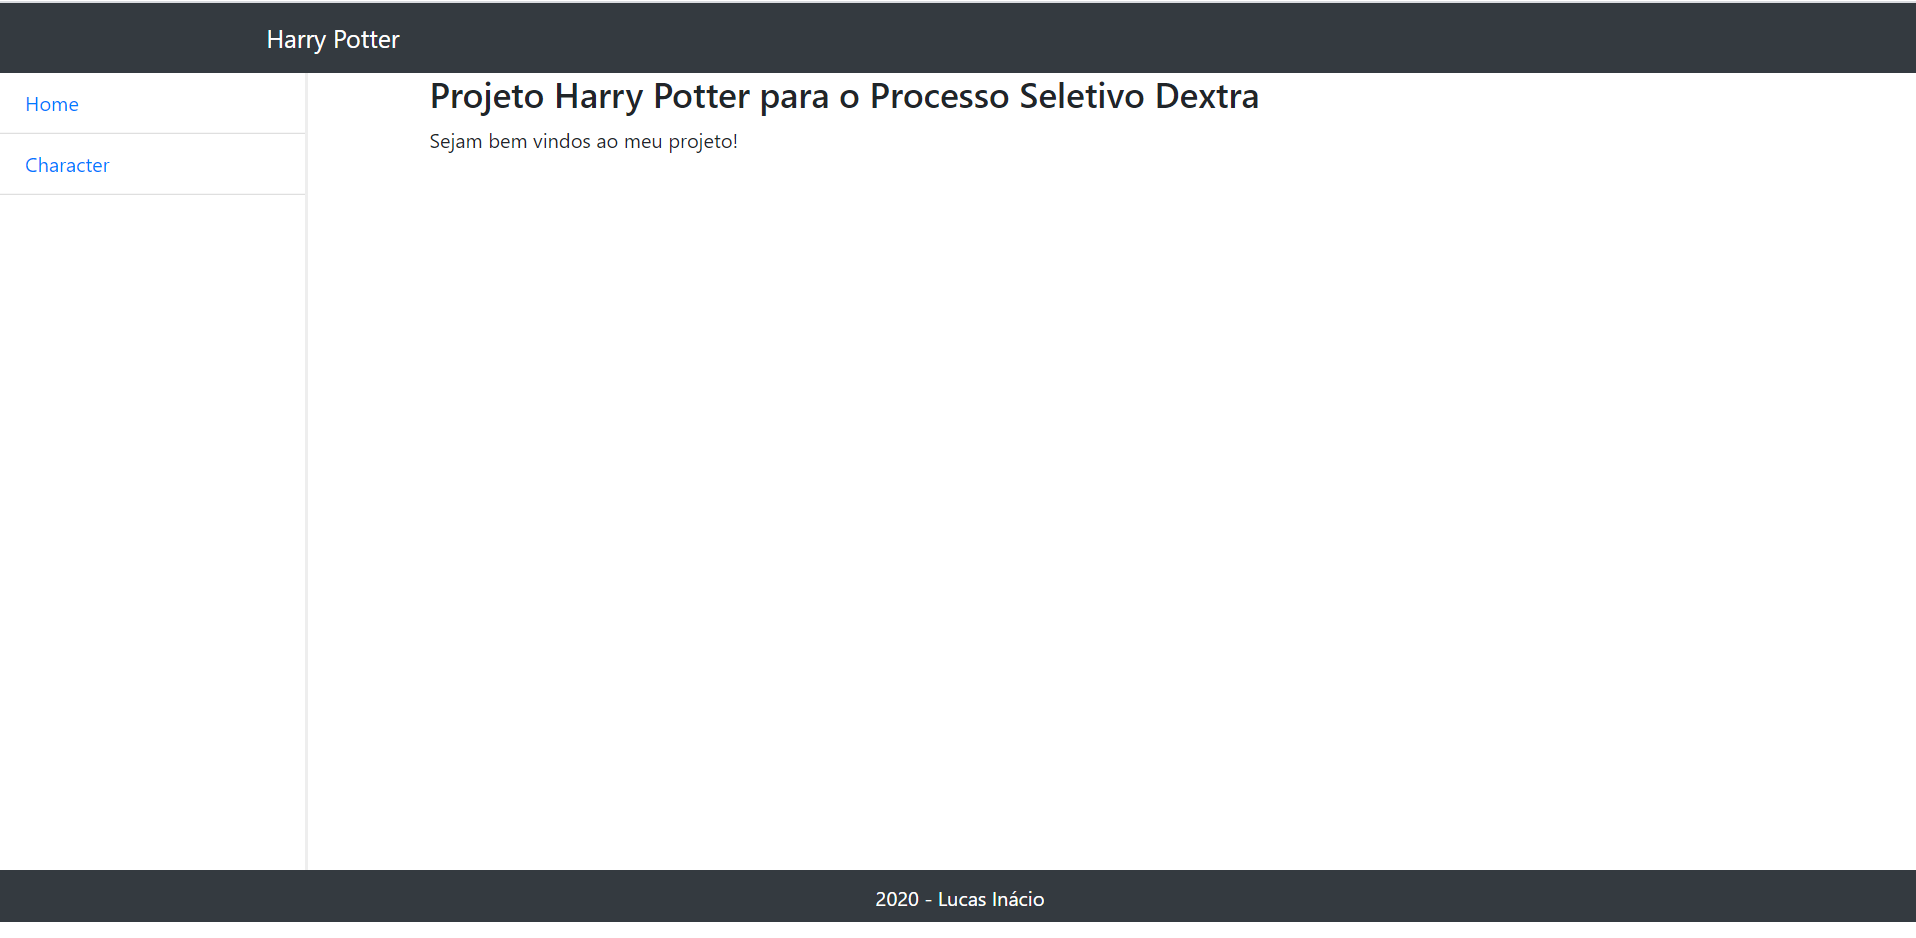 Harry Potter
Home
Character
Projeto Harry Potter para o Processo Seletivo Dextra
Sejam bem vindos ao meu projeto!
2020 - Lucas Inácio